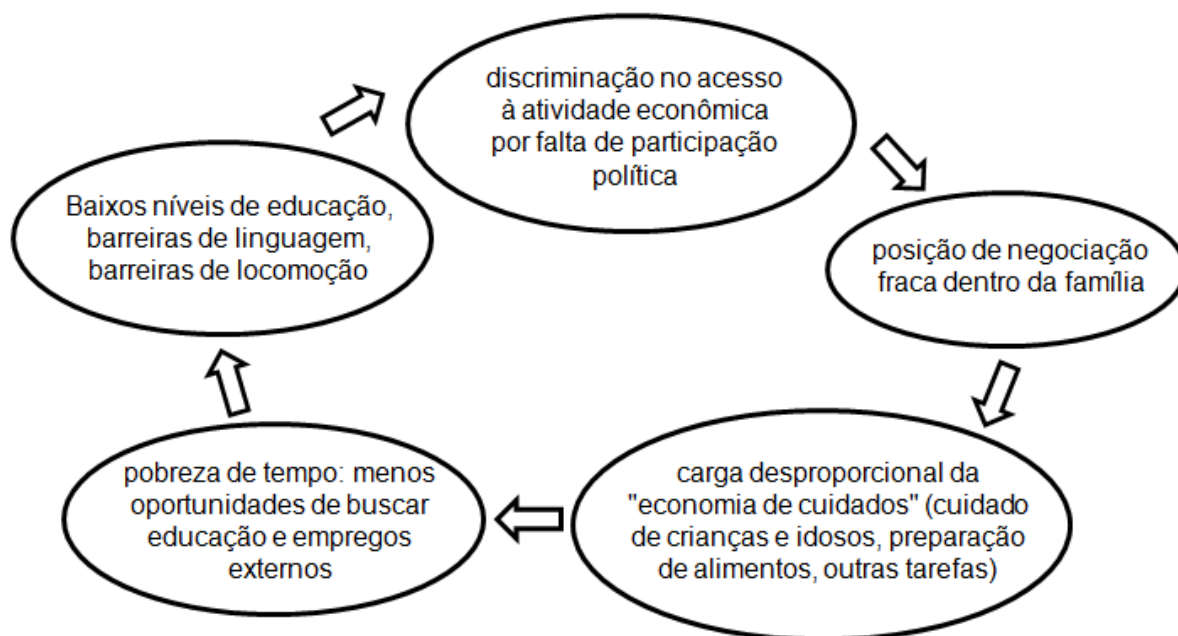 discriminação no acesso
à atividade econômica
por falta de participação
política
posição de negociação
fraca dentro da família
carga desproporcional da
"economia de cuidados" (cuidado
de crianças e idosos, preparação
de alimentos, outras tarefas)
pobreza de tempo: menos
oportunidades de buscar
educação e empregos
externos
Baixos níveis de educação,
barreiras de linguagem,
barreiras de locomoção